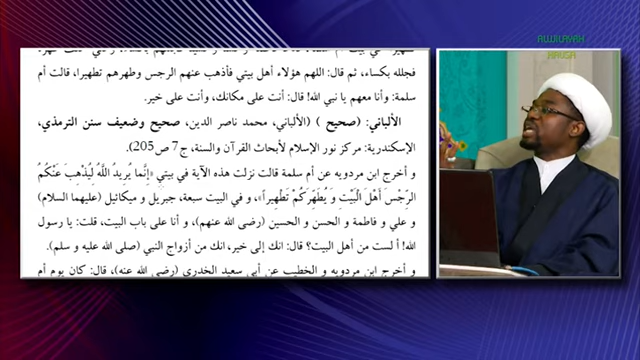 فجلله بكساء، ثم قال: اللهم هؤلاء أهل بيتي فأذهب عنهم الرجس وطهرهم تطهيرا، قالت أم
سلمة: وأنا معهم يا نبي الله! قال: أنت على مكانك، وأنت على خير.
الألباني: (صحيح ) (الألباني، محمد ناصر الدين، صحيح وضعيف سنن الترمذي،
الإسكندرية: مركز نور الإسلام لأبحاث القرآن والسنة، ج7 ص205).
و أخرج ابن مردويه عن أم سلمة قالت نزلت هذه الآية في بيتي «إِنَّما يُرِيدُ اللَّهُ لِيُذْهِبَ عَنْكُمُ
الرِّجْسَ أَهْلَ الْبَيْتِ وَ يُطَهِّرَكُمْ تَطْهِيراً»، و في البيت سبعة، جبريل و ميكائيل (عليهما السلام)
و علي و فاطمة و الحسن و الحسين (رضى الله عنهم)، و أنا على باب البيت، قلت: يا رسول
الله! أ لست من أهل البيت؟ قال: انك إلى خير، انك من أزواج النبي (صلى الله عليه و سلم).
و أخرج ابن مردويه و الخطيب عن أبي سعيد الخدري (رضى الله عنه)، قال: كان يوم أم
ALWILAYAH
HAUSA